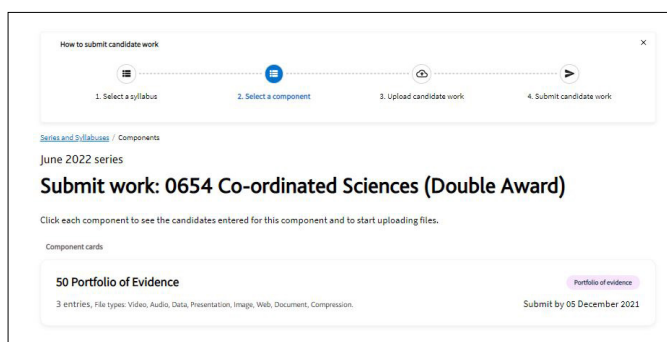 How to submit candidate work
×
1. Select a syllabus
2. Select a component
3. Upload candidate work
4. Submit candidate work
Series and Syllabuses / Components
June 2022 series
Submit work: 0654 Co-ordinated Sciences (Double Award)
Click each component to see the candidates entered for this component and to start uploading files.
Component cards
50 Portfolio of Evidence
Portfolio of evidence
3 entries, File types: Video, Audio, Data, Presentation, Image, Web, Document, Compression.
Submit by 05 December 2021